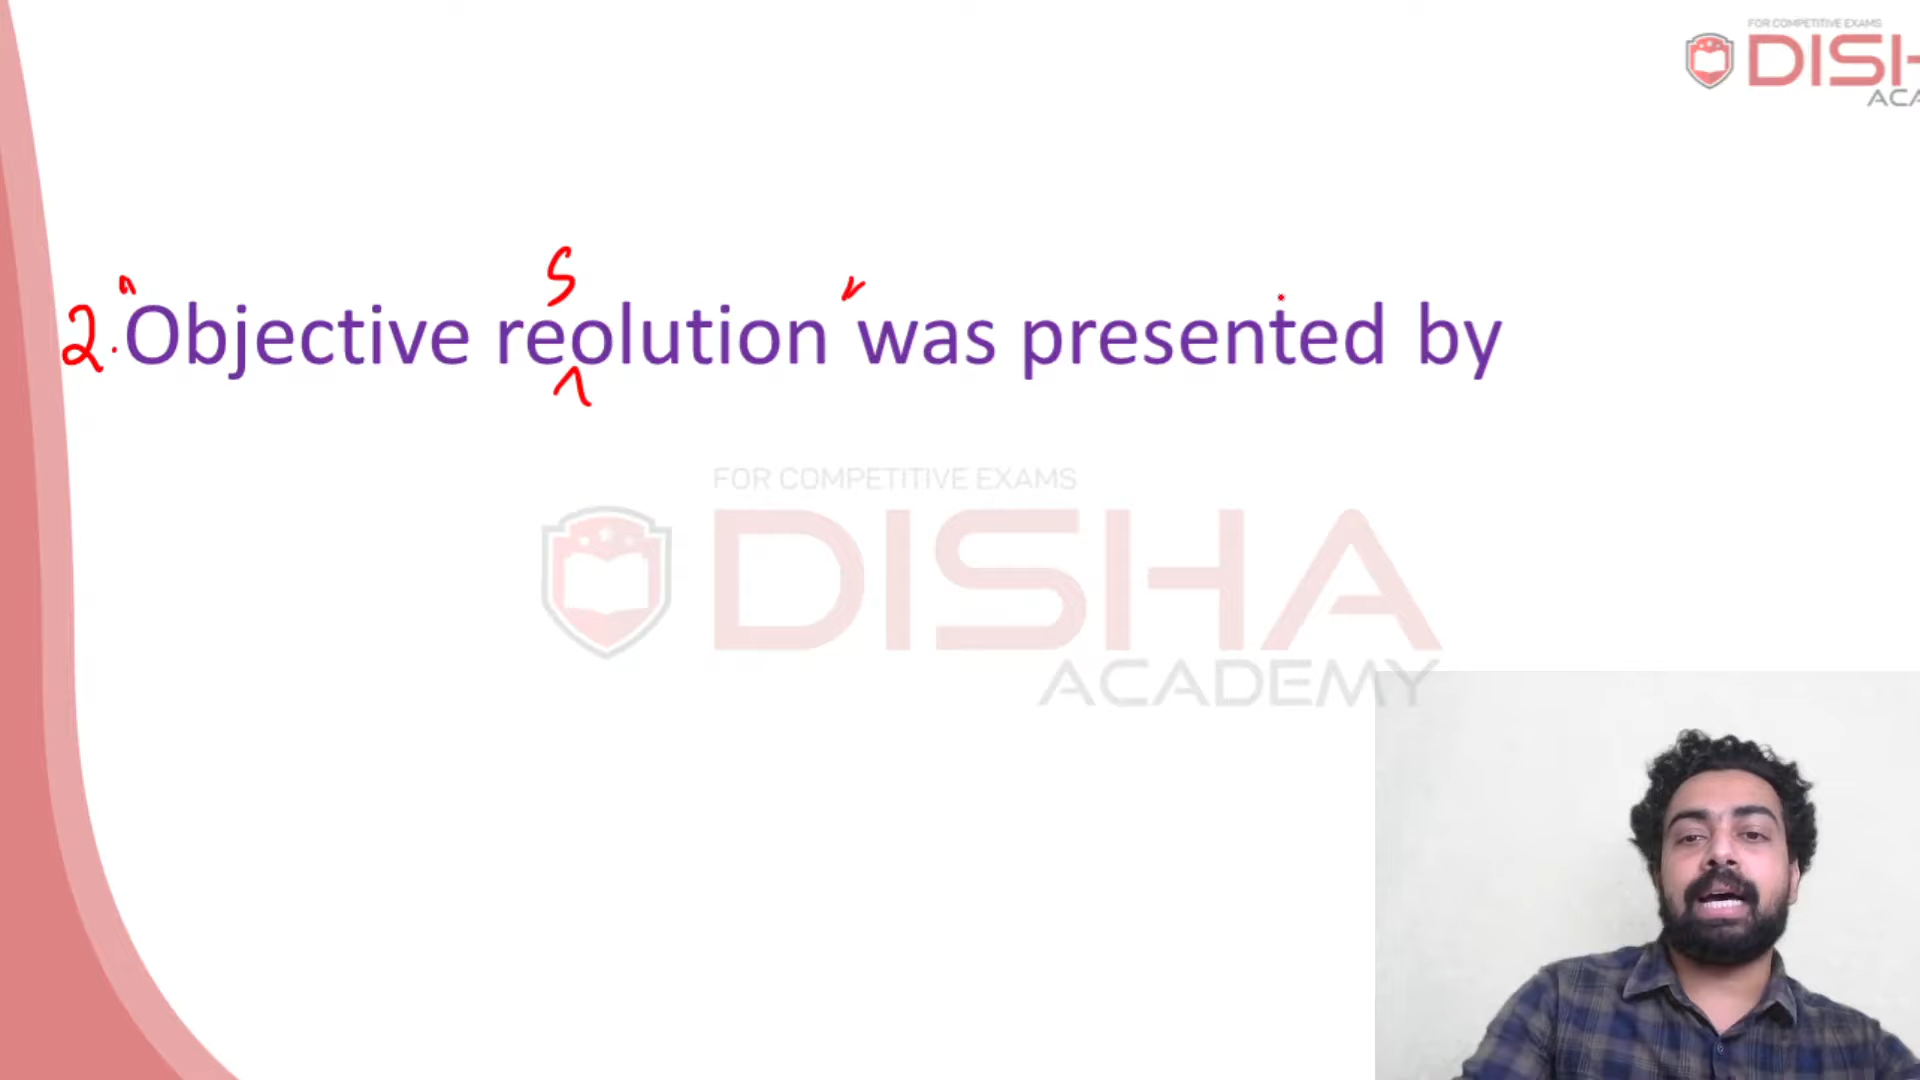 FOR COMPETITIVE EXAMS
DISH
ACA
S
2. "Objective reolution" was presented by
FOR COMPETITIVE EXAMS
DISHA
ACADEMY